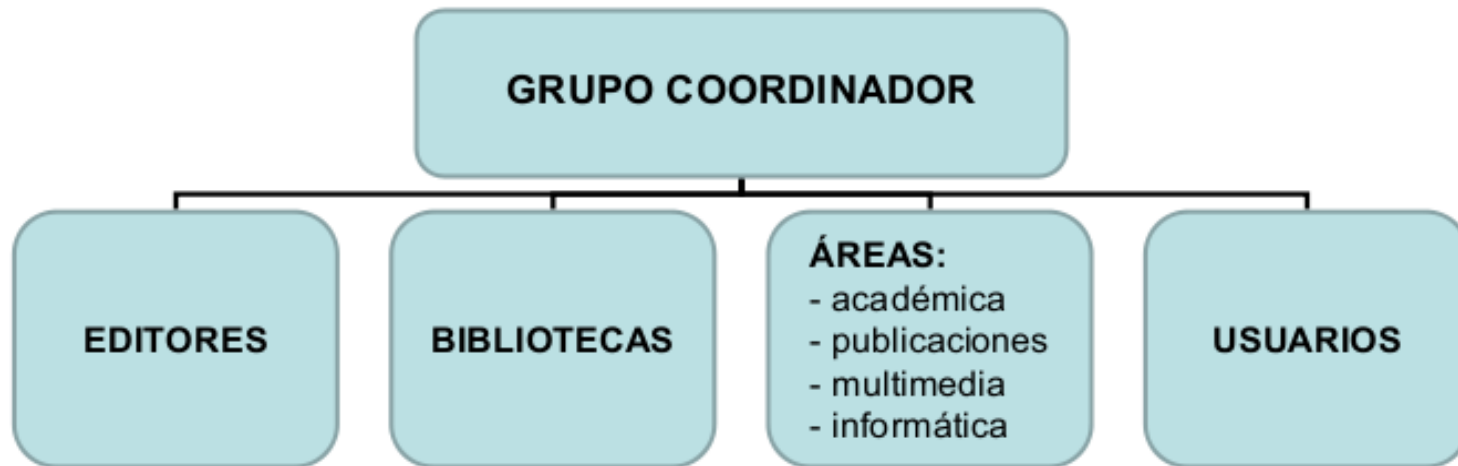 GRUPO COORDINADOR
EDITORES
BIBLIOTECAS
ÁREAS:
- académica
- publicaciones
- multimedia
- informática
USUARIOS